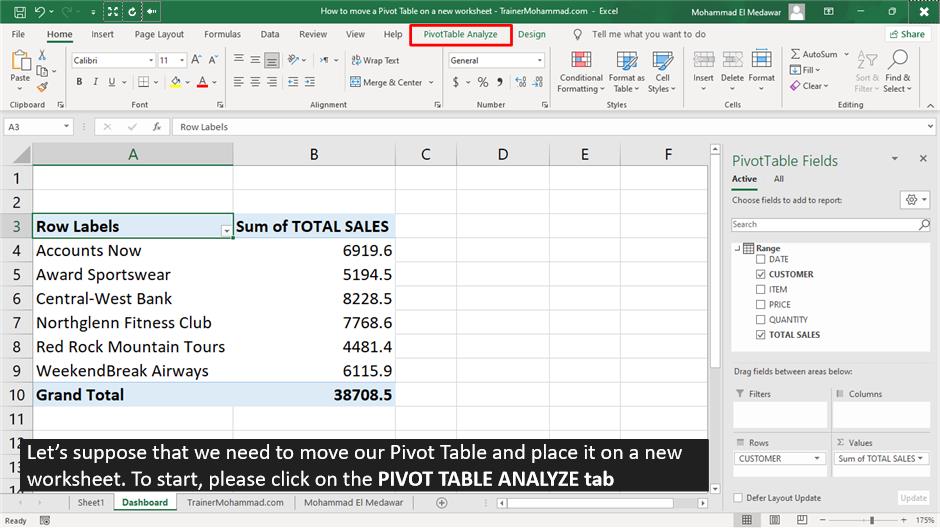 How to move a Pivot Table on a new worksheet - TrainerMohammad.com - Excel
Mohammad El Medawar
File Home Insert Page Layout Formulas Data Review View Help PivotTable Analyze Design Tell me what you want to do Share
Paste
Clipboard
Calibri 11 A A
B I U A
Font
ab Wrap Text
Merge & Center
Alignment
General
$ % 9
Number
Conditional Formatting
Format as Table
Cell Styles
Styles
Insert Delete Format
Cells
AutoSum
Fill
Clear
Sort & Filter
Find & Select
Editing
A3 fx Row Labels
A B C D E F
1
2
3 Row Labels Sum of TOTAL SALES
4 Accounts Now 6919.6
5 Award Sportswear 5194.5
6 Central-West Bank 8228.5
7 Northglenn Fitness Club 7768.6
8 Red Rock Mountain Tours 4481.4
9 WeekendBreak Airways 6115.9
10 Grand Total 38708.5
11
Let's suppose that we need to move our Pivot Table and place it on a new
worksheet. To start, please click on the PIVOT TABLE ANALYZE tab
PivotTable Fields
Active All
Choose fields to add to report:
Search
Range
DATE
CUSTOMER
ITEM
PRICE
QUANTITY
TOTAL SALES
Drag fields between areas below:
Filters Columns
Rows Σ Values
CUSTOMER Sum of TOTAL SALES
Defer Layout Update Update
Sheet1 Dashboard TrainerMohammad.com Mohammad El Medawar
Ready 175%